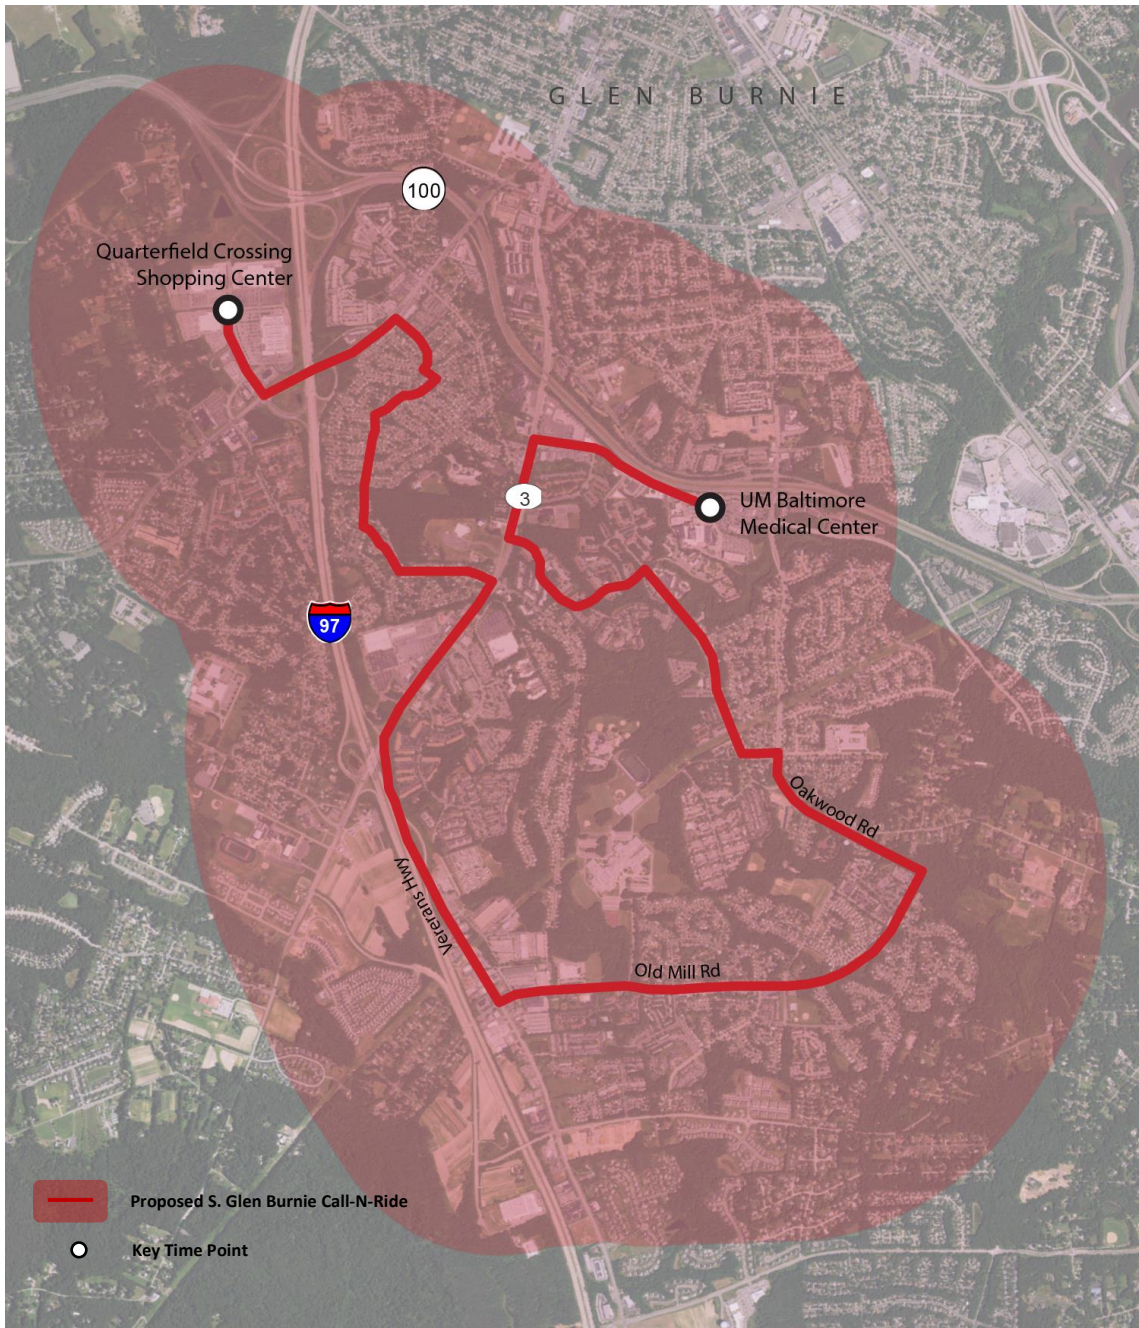 GLEN BURNIE
100
Quarterfield Crossing
Shopping Center
3
UM Baltimore
Medical Center
97
Oakwood Rd
Veterans Hwy
Old Mill Rd
Proposed S. Glen Burnie Call-N-Ride
Key Time Point